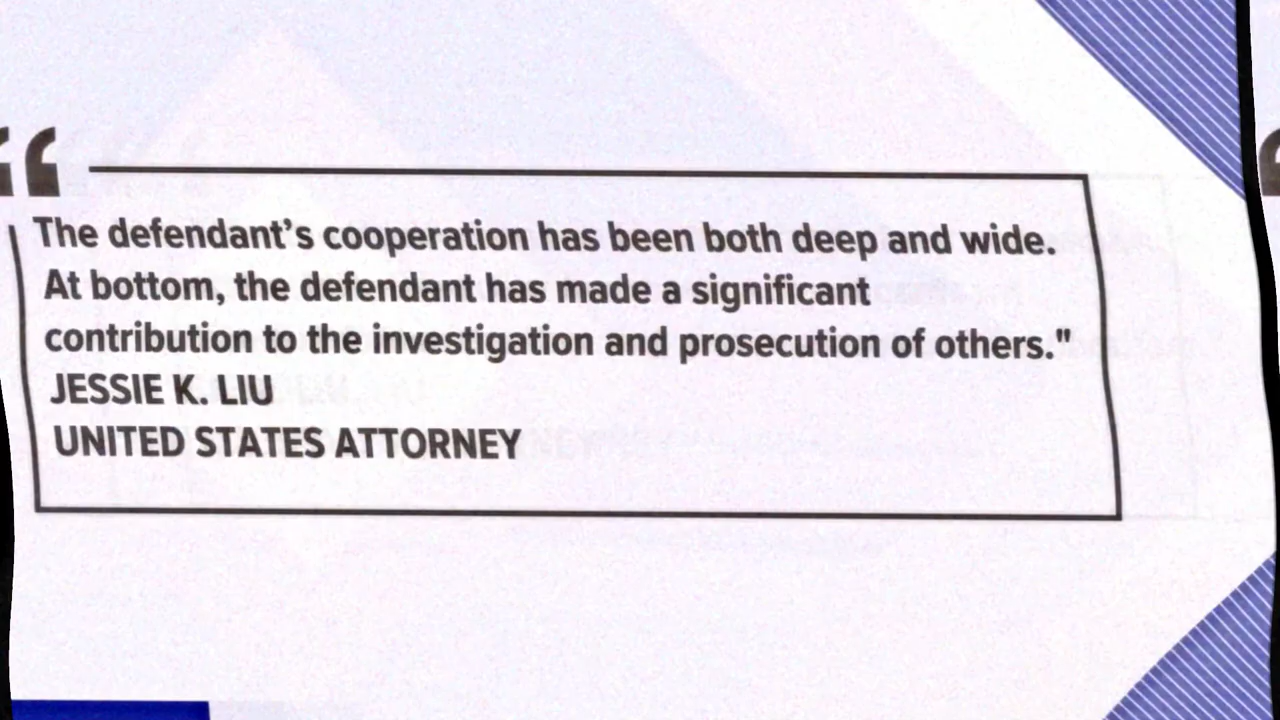 “
The defendant’s cooperation has been both deep and wide.
At bottom, the defendant has made a significant
contribution to the investigation and prosecution of others."
JESSIE K. LIU
UNITED STATES ATTORNEY